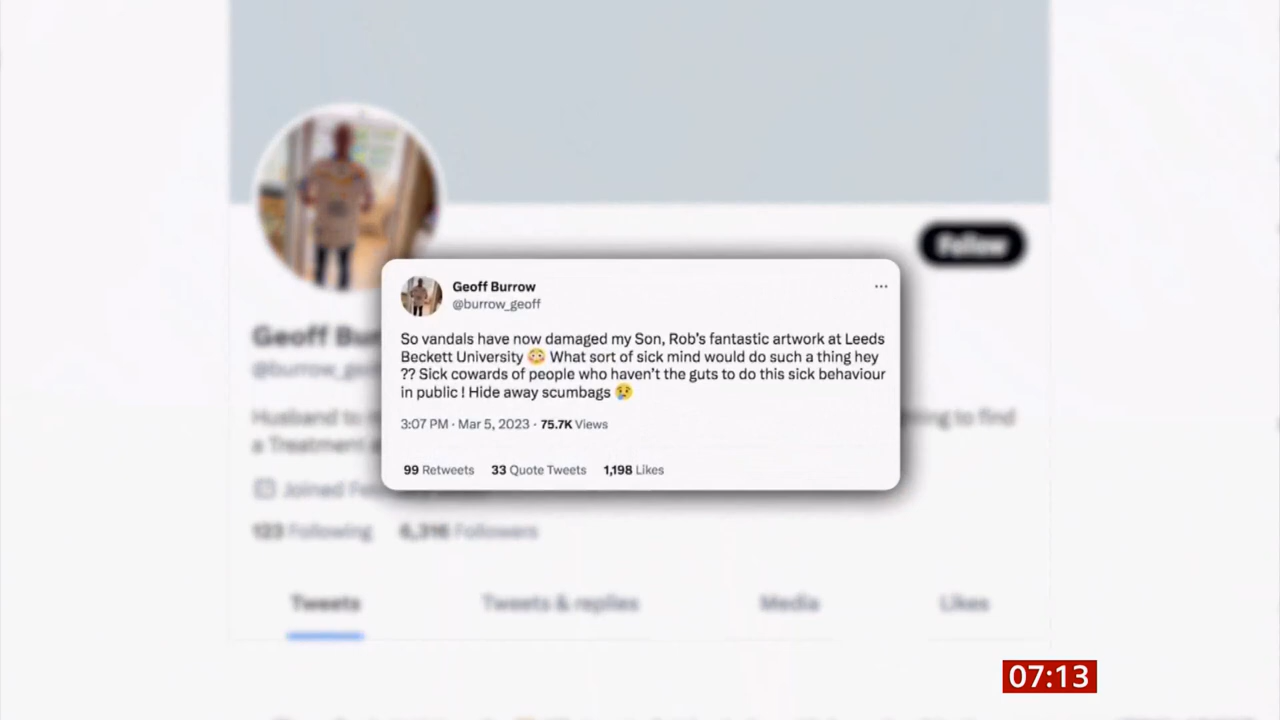 Follow
Geoff Burrow
@burrow_geoff
So vandals have now damaged my Son, Rob's fantastic artwork at Leeds
Beckett University 😳 What sort of sick mind would do such a thing hey
?? Sick cowards of people who haven't the guts to do this sick behaviour
in public ! Hide away scumbags 😢
3:07 PM · Mar 5, 2023 · 75.7K Views
99 Retweets 33 Quote Tweets 1,198 Likes
Geoff Bur
@burrow_ge
Husband to
to find
a Treatment
Joined
123 Following 6,316 Followers
Tweets Tweets & replies Media Likes
07:13